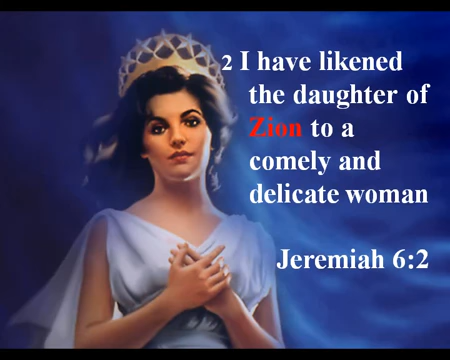 2 I have likened
the daughter of
Zion to a
comely and
delicate woman
Jeremiah 6:2